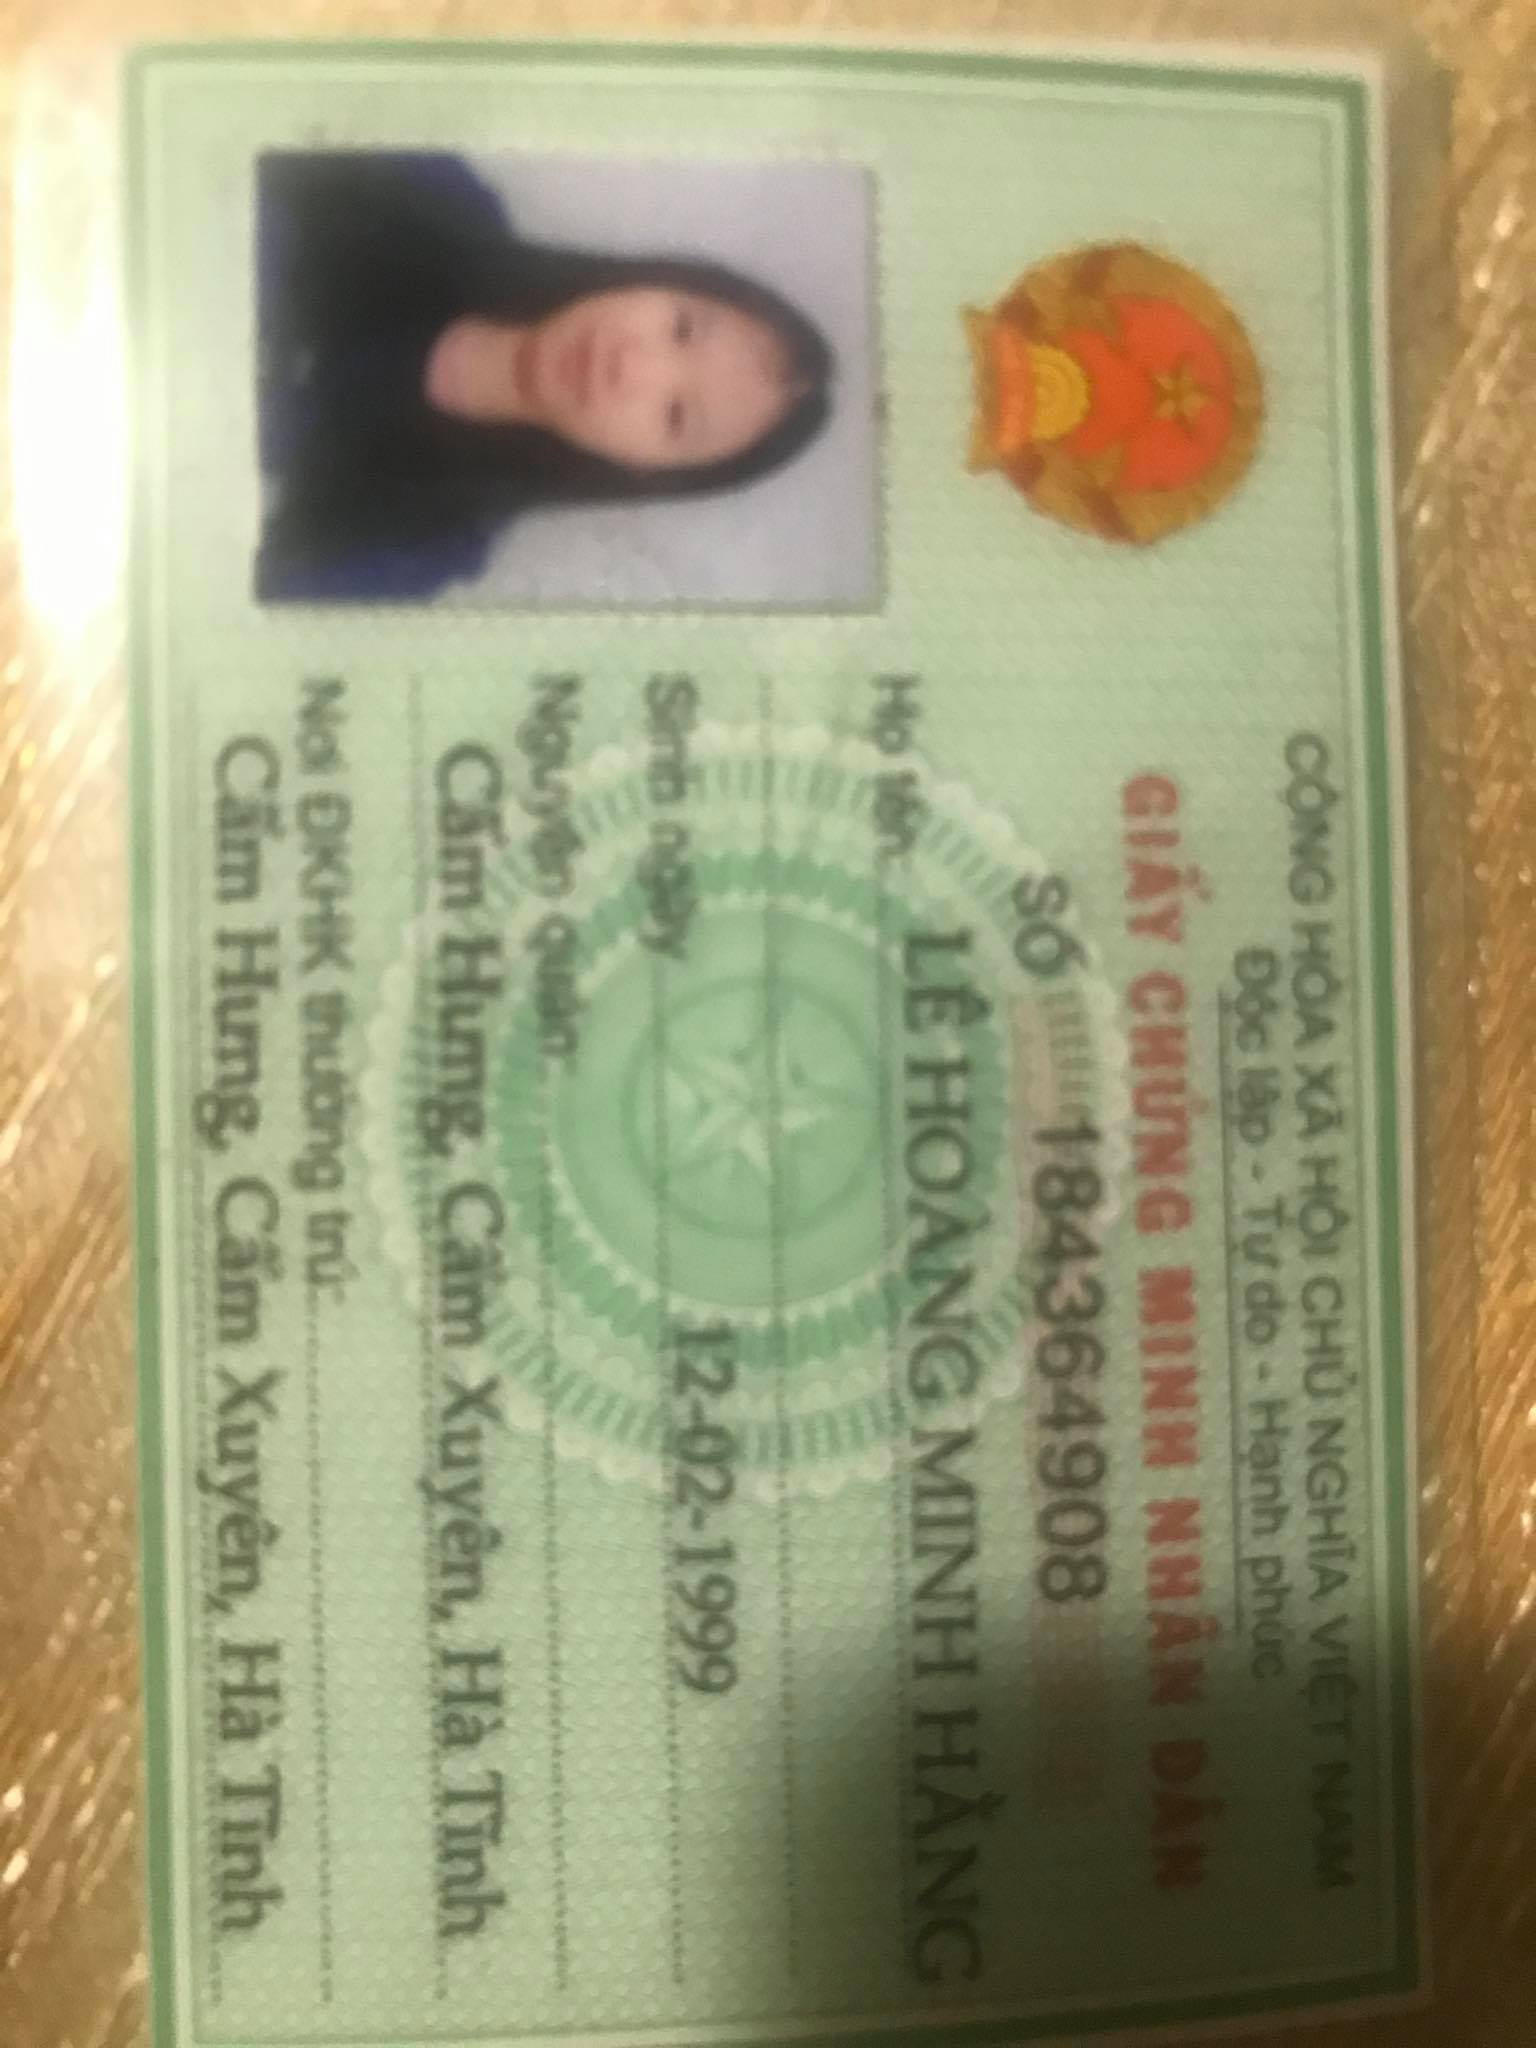 CỘNG HÒA XÃ HỘI CHỦ NGHĨA VIỆT NAM
Độc lập - Tự do - Hạnh phúc
GIẤY CHỨNG MINH NHÂN DÂN
SỐ 184364908
Họ tên: LÊ HOÀNG MINH HẰNG
Sinh ngày 12-02-1999
Nguyên quán:
Cẩm Hưng, Cẩm Xuyên, Hà Tĩnh
Nơi ĐKHK thường trú:
Cẩm Hưng, Cẩm Xuyên, Hà Tĩnh